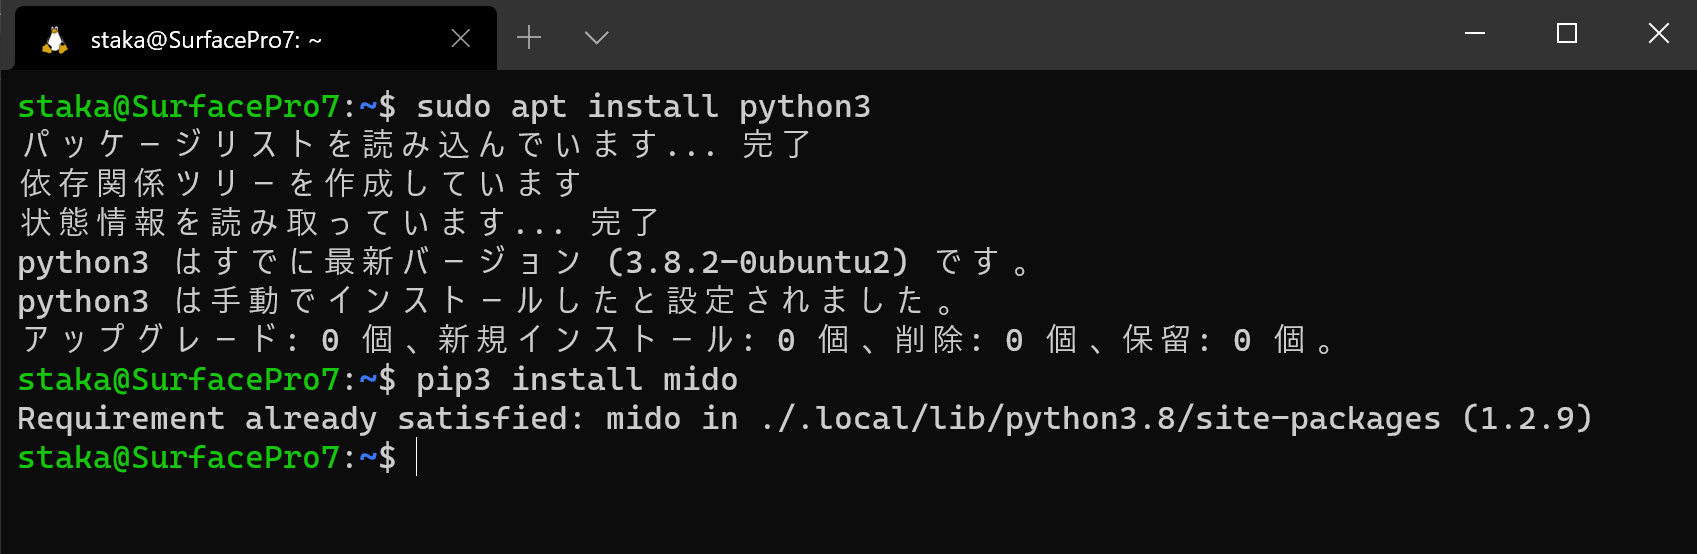 staka@SurfacePro7: ~
staka@SurfacePro7:~$ sudo apt install python3
パッケージリストを読み込んでいます... 完了
依存関係ツリーを作成しています
状態情報を読み取っています... 完了
python3 はすでに最新バージョン (3.8.2-0ubuntu2) です。
python3 は手動でインストールしたと設定されました。
アップグレード: 0 個、新規インストール: 0 個、削除: 0 個、保留: 0 個。
staka@SurfacePro7:~$ pip3 install mido
Requirement already satisfied: mido in ./.local/lib/python3.8/site-packages (1.2.9)
staka@SurfacePro7:~$